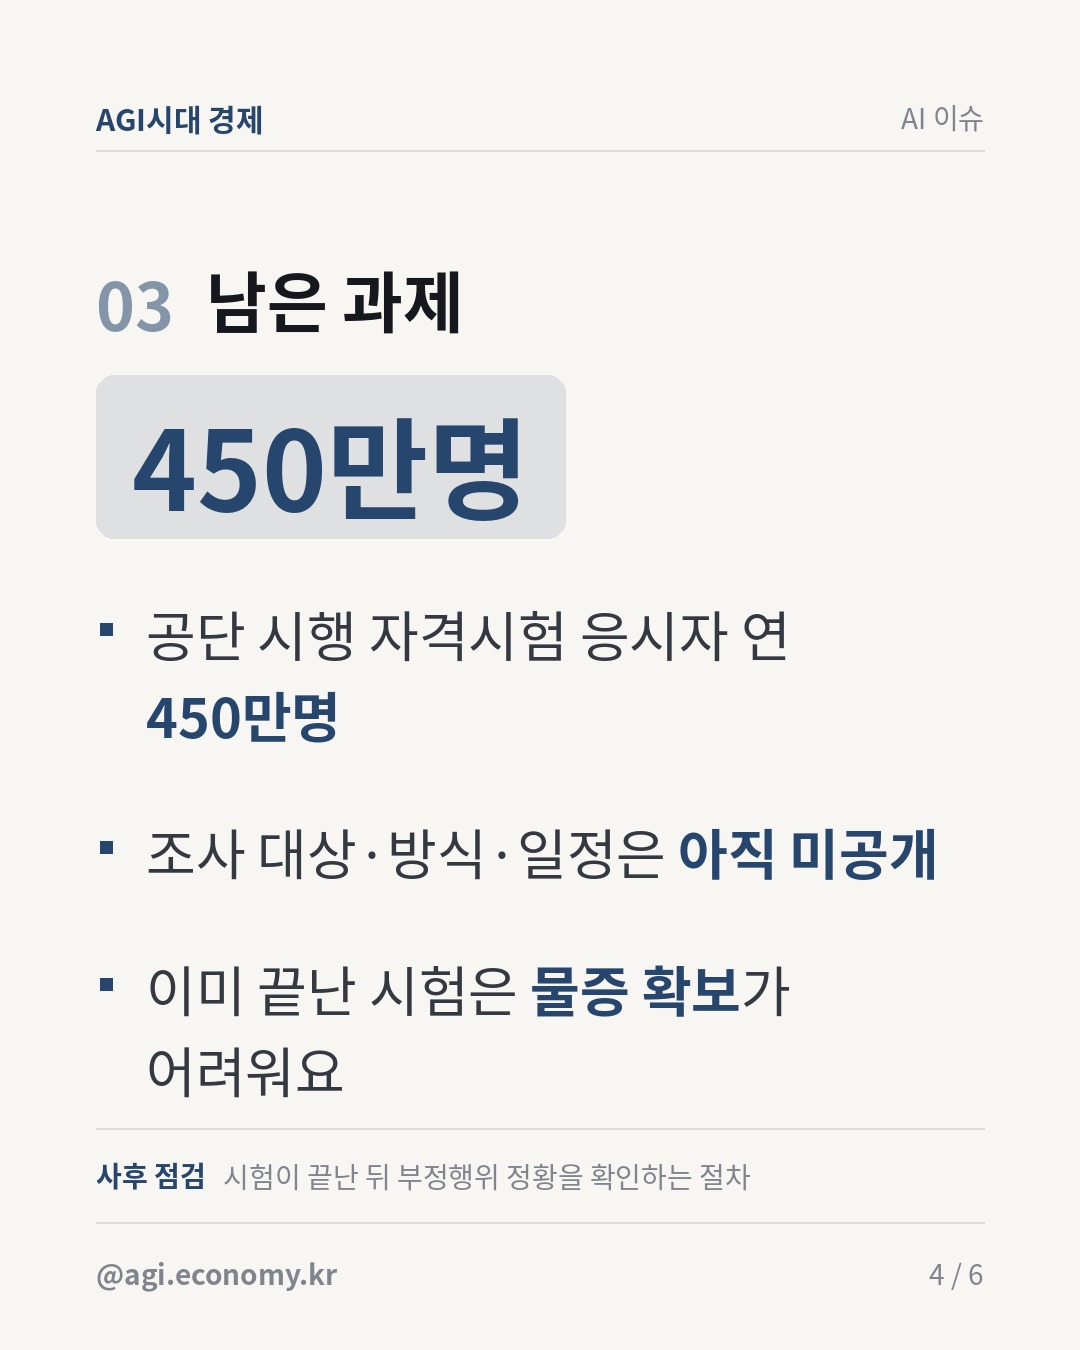 AGI시대 경제
AI 이슈
03 남은 과제
450만명
▪ 공단 시행 자격시험 응시자 연
450만명
▪ 조사 대상·방식·일정은 아직 미공개
▪ 이미 끝난 시험은 물증 확보가
어려워요
사후 점검 시험이 끝난 뒤 부정행위 정황을 확인하는 절차
@agi.economy.kr
4 / 6